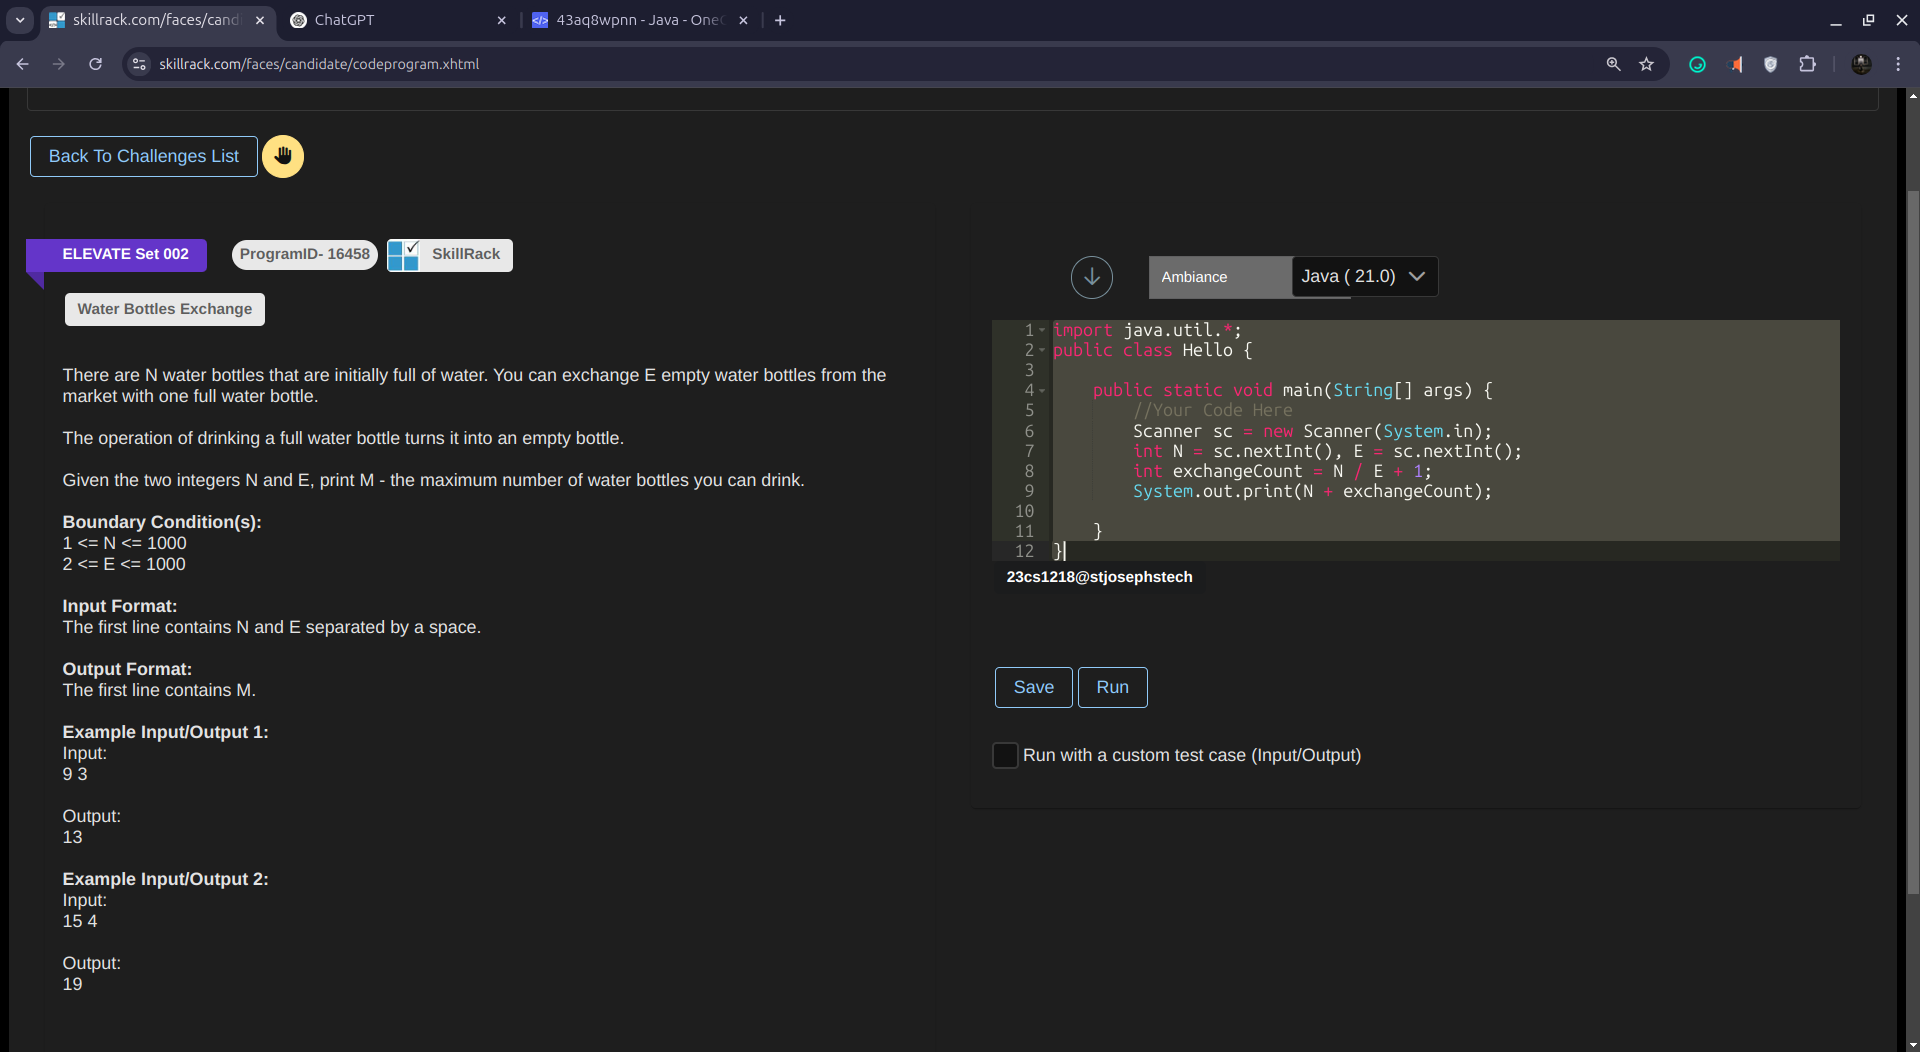 skillrack.com/faces/cand
ChatGPT
43aq8wpnn - Java - One
skillrack.com/faces/candidate/codeprogram.xhtml
Back To Challenges List
ELEVATE Set 002
ProgramID- 16458
SkillRack
Water Bottles Exchange
There are N water bottles that are initially full of water. You can exchange E empty water bottles from the
market with one full water bottle.
The operation of drinking a full water bottle turns it into an empty bottle.
Given the two integers N and E, print M - the maximum number of water bottles you can drink.
Boundary Condition(s):
1 <= N <= 1000
2 <= E <= 1000
Input Format:
The first line contains N and E separated by a space.
Output Format:
The first line contains M.
Example Input/Output 1:
Input:
9 3
Output:
13
Example Input/Output 2:
Input:
15 4
Output:
19
Ambiance
Java ( 21.0)
1 import java.util.*;
2 public class Hello {
3
4 public static void main(String[] args) {
5 //Your Code Here
6 Scanner sc = new Scanner(System.in);
7 int N = sc.nextInt(), E = sc.nextInt();
8 int exchangeCount = N / E + 1;
9 System.out.print(N + exchangeCount);
10
11 }
12 }
23cs1218@stjosephstech
Save
Run
Run with a custom test case (Input/Output)